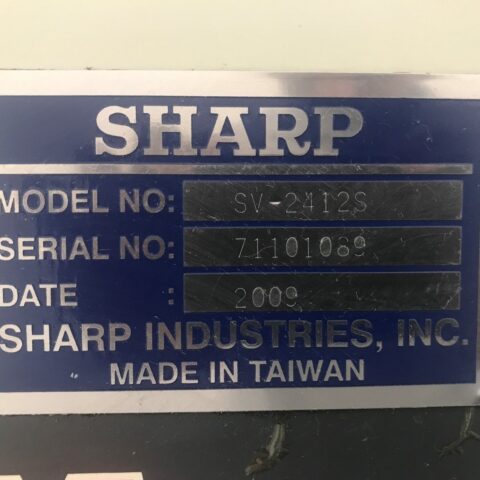 SHARP
MODEL NO: SV-2412S
SERIAL NO: 71101089
DATE : 2009
SHARP INDUSTRIES, INC.
MADE IN TAIWAN